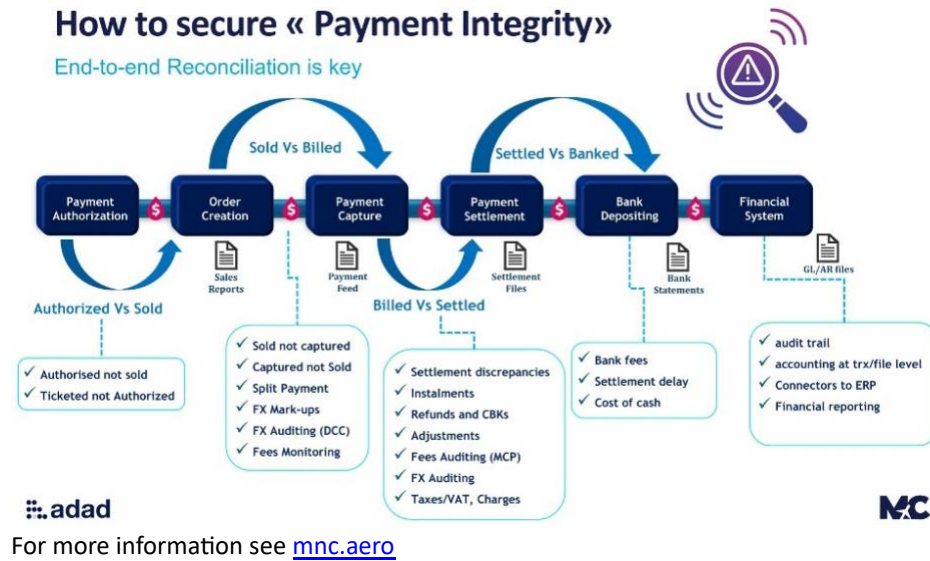 How to secure « Payment Integrity»
End-to-end Reconciliation is key
Sold Vs Billed
Settled Vs Banked
Payment
Authorization
$
Order
Creation
$
Payment
Capture
$
Payment
Settlement
$
Bank
Depositing
$
Financial
System
Sales
Reports
Payment
Feed
Settlement
Files
Bank
Statements
GL/AR files
Authorized Vs Sold
Billed Vs Settled
Authorised not sold
Ticketed not Authorized
Sold not captured
Captured not Sold
Split Payment
FX Mark-ups
FX Auditing (DCC)
Fees Monitoring
Settlement discrepancies
Instalments
Refunds and CBKs
Adjustments
Fees Auditing (MCP)
FX Auditing
Taxes/VAT, Charges
Bank fees
Settlement delay
Cost of cash
audit trail
accounting at trx/file level
Connectors to ERP
Financial reporting
adad
M&C
For more information see mnc.aero